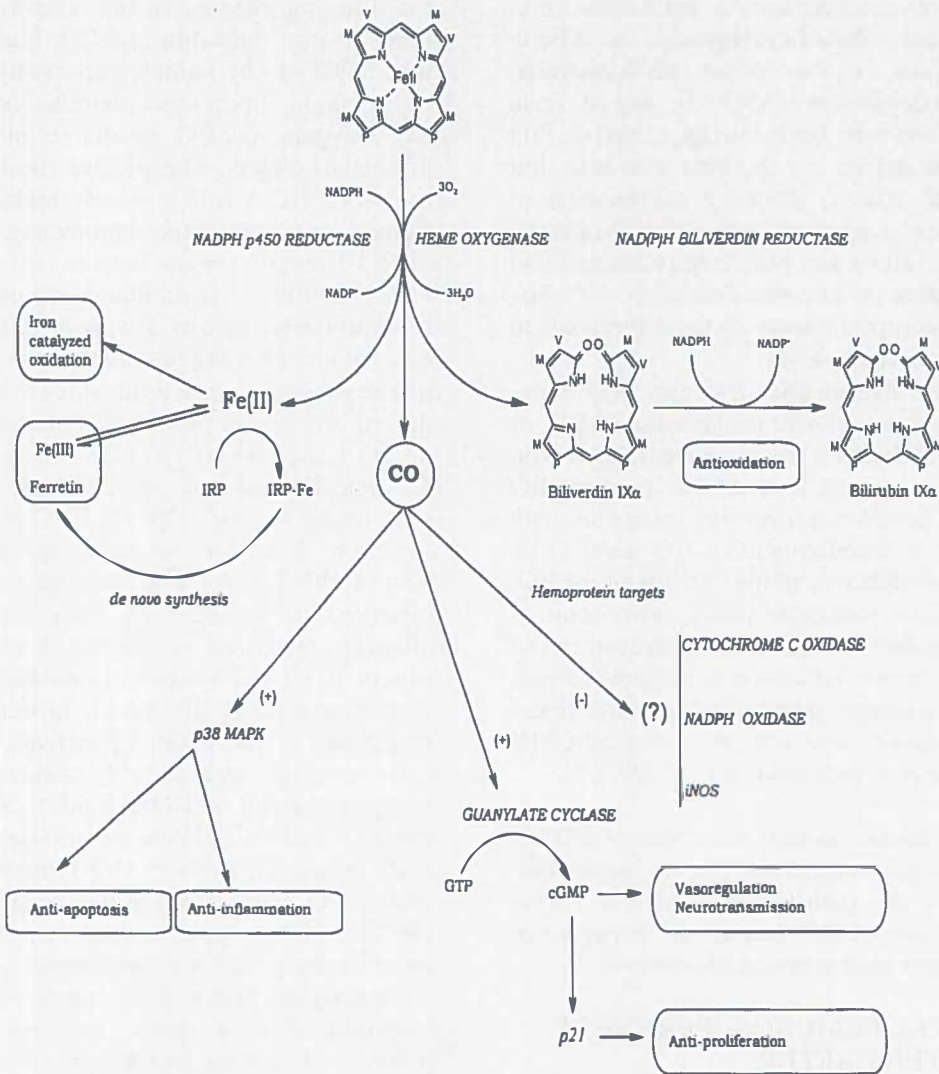 V M
M V
N N
FeII
N N
M M
P P
NADPH 3O₂
NADPH p450 REDUCTASE HEME OXYGENASE NAD(P)H BILIVERDIN REDUCTASE
NADP⁺ 3H₂O
Iron
catalyzed
oxidation
Fe(II)
Fe(III)
Ferretin
IRP IRP-Fe
de novo synthesis
CO
V OO V
M M
NH HN
N HN
M M
P P
Biliverdin IXα
NADPH NADP⁺
Antioxidation
V OO V
M M
NH HN
NH HN
M M
P P
Bilirubin IXα
Hemoprotein targets
CYTOCHROME C OXIDASE
(+) (-) (?) NADPH OXIDASE
p38 MAPK (+)
iNOS
GUANYLATE CYCLASE
GTP cGMP Vasoregulation
Neurotransmission
Anti-apoptosis Anti-inflammation
p21 Anti-proliferation